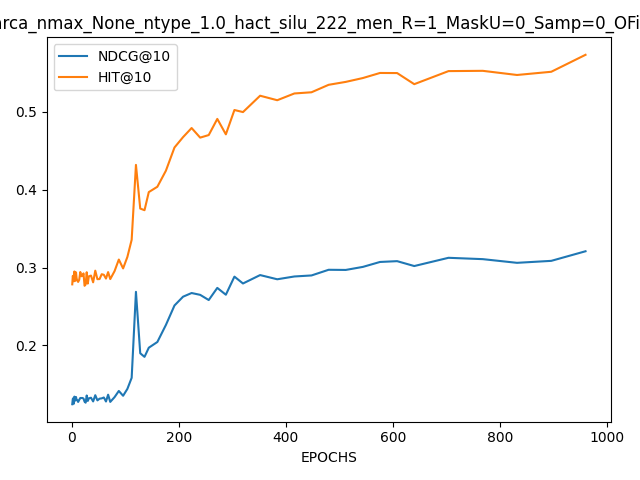 arca_nmax_None_ntype_1.0_hact_silu_222_men_R=1_MaskU=0_Samp=0_OFi
NDCG@10
HIT@10
0.5
0.4
0.3
0.2
0 200 400 600 800 1000
EPOCHS